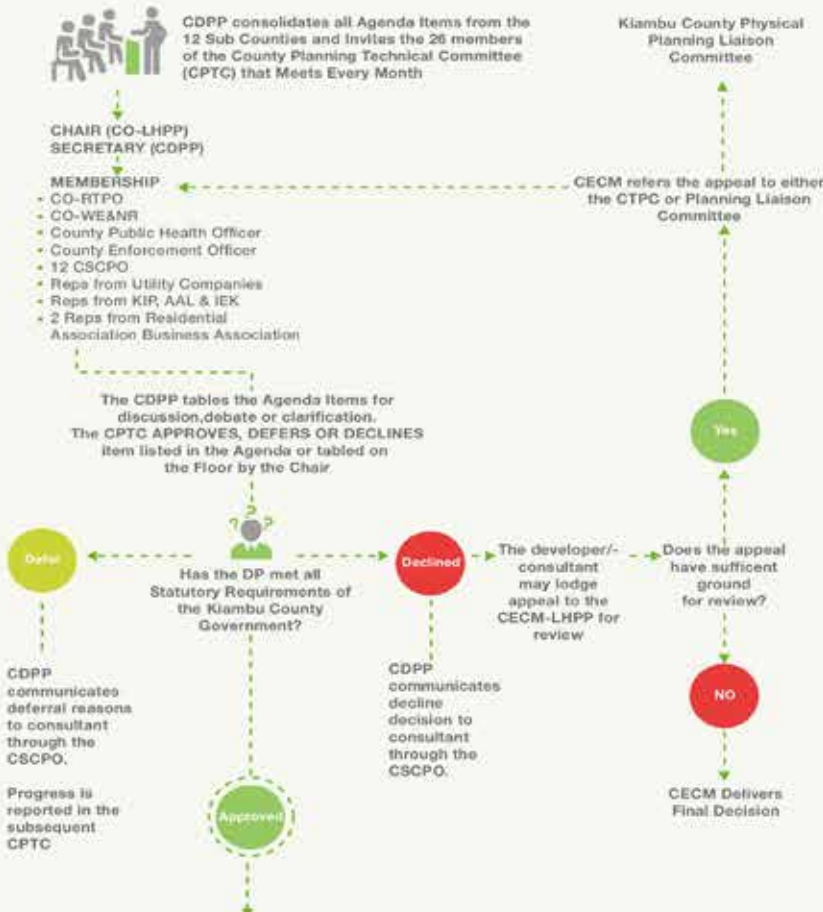 CDPP consolidates all Agenda Items from the
12 Sub Counties and Invites the 26 members
of the County Planning Technical Committee
(CPTC) that Meets Every Month
Kiambu County Physical
Planning Liaison
Committee
CHAIR (CO-LHPP)
SECRETARY (CDPP)
MEMBERSHIP
• CO-RTPO
• CO-WE&NR
• County Public Health Officer
• County Enforcement Officer
• 12 CSCPO
• Reps from Utility Companies
• Reps from KIP, AAL & IEK
• 2 Reps from Residential
Association Business Association
CECM refers the appeal to either
the CTPC or Planning Liaison
Committee
The CDPP tables the Agenda Items for
discussion,debate or clarification.
The CPTC APPROVES, DEFERS OR DECLINES
item listed in the Agenda or tabled on
the Floor by the Chair
Yes
? ? ?
Defer
Has the DP met all
Statutory Requirements of
the Kiambu County
Government?
Declined
The developer/-
consultant
may lodge
appeal to the
CECM-LHPP for
review
Does the appeal
have sufficent
ground
for review?
CDPP
communicates
deferral reasons
to consultant
through the
CSCPO.
Progress is
reported in the
subsequent
CPTC
CDPP
communicates
decline
decision to
consultant
through the
CSCPO.
NO
CECM Delivers
Final Decision
Approved